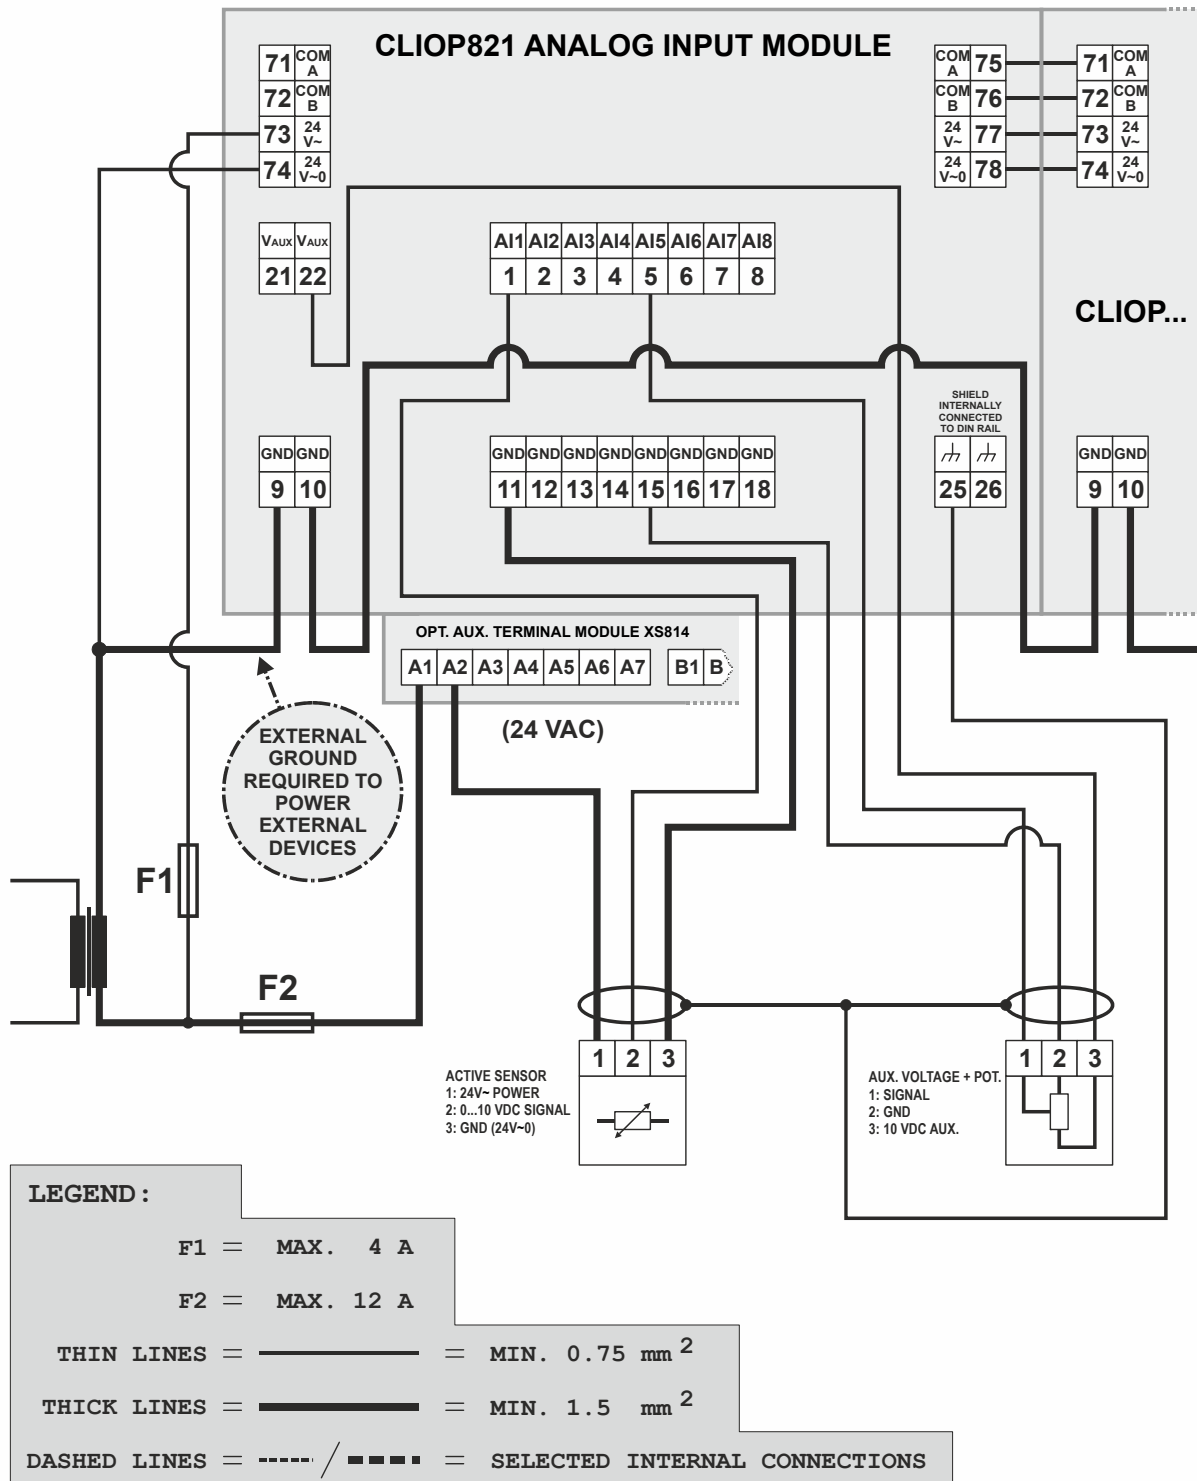 CLIOP821 ANALOG INPUT MODULE
71 COM A
72 COM B
73 24 V~
74 24 V~0
COM A 75
COM B 76
24 V~ 77
24 V~0 78
71 COM A
72 COM B
73 24 V~
74 24 V~0
VAUX VAUX
21 22
AI1 AI2 AI3 AI4 AI5 AI6 AI7 AI8
1 2 3 4 5 6 7 8
CLIOP...
SHIELD
INTERNALLY
CONNECTED
TO DIN RAIL
GND GND
9 10
GND GND GND GND GND GND GND GND
11 12 13 14 15 16 17 18
25 26
GND GND
9 10
OPT. AUX. TERMINAL MODULE XS814
A1 A2 A3 A4 A5 A6 A7 B1 B
(24 VAC)
EXTERNAL
GROUND
REQUIRED TO
POWER
EXTERNAL
DEVICES
F1
F2
1 2 3
ACTIVE SENSOR
1: 24V~ POWER
2: 0...10 VDC SIGNAL
3: GND (24V~0)
1 2 3
AUX. VOLTAGE + POT.
1: SIGNAL
2: GND
3: 10 VDC AUX.
LEGEND:
F1 = MAX. 4 A
F2 = MAX. 12 A
THIN LINES = = MIN. 0.75 mm 2
THICK LINES = = MIN. 1.5 mm 2
DASHED LINES = / = SELECTED INTERNAL CONNECTIONS